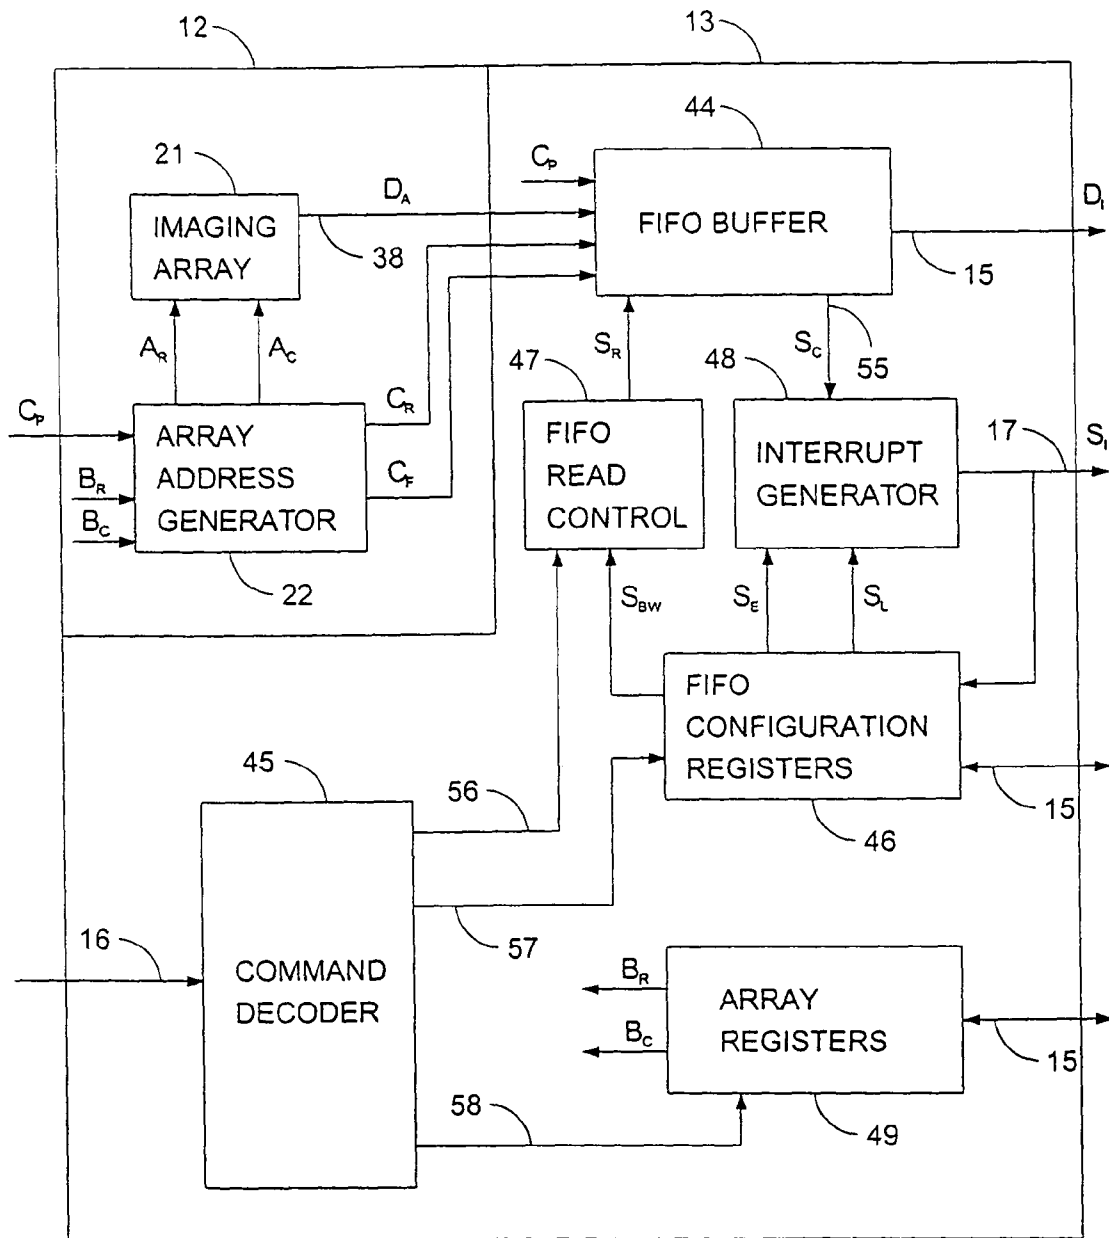 12
13
44
21
C_P
D_A
D_I
IMAGING
ARRAY
FIFO BUFFER
38
15
A_R
A_C
S_R
S_C
47
48
55
C_P
C_R
ARRAY
ADDRESS
GENERATOR
C_F
B_R
B_C
FIFO
READ
CONTROL
INTERRUPT
GENERATOR
17
S_I
22
S_BW
S_E
S_L
FIFO
CONFIGURATION
REGISTERS
45
56
15
46
16
57
COMMAND
DECODER
B_R
B_C
ARRAY
REGISTERS
15
58
49